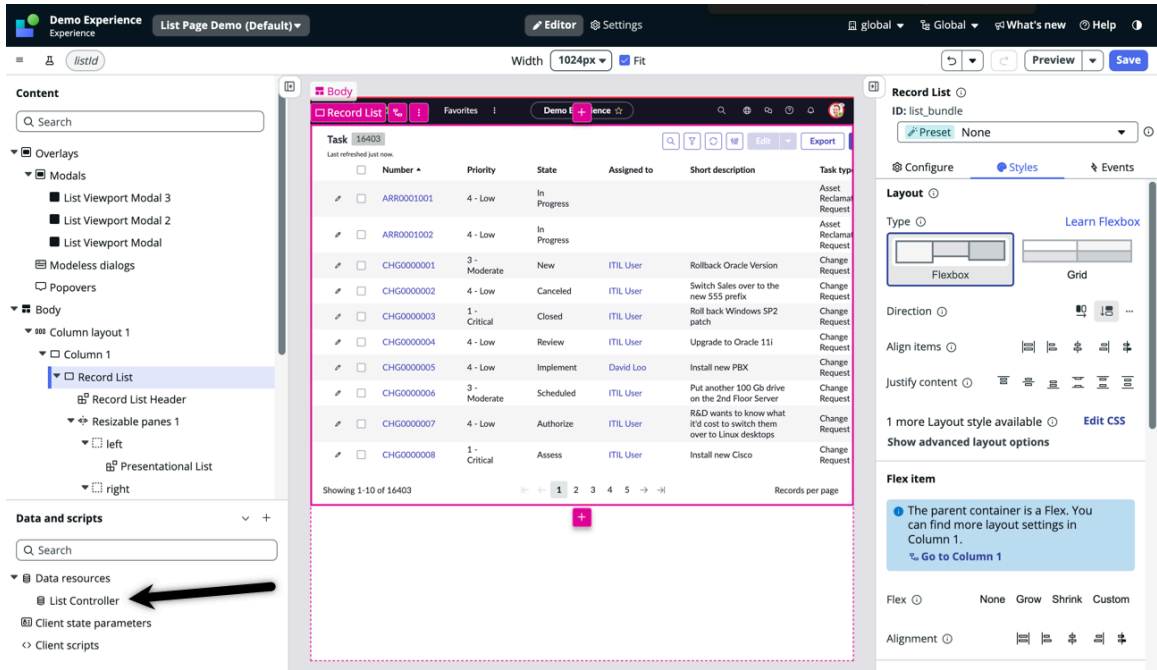 Demo Experience
Experience
List Page Demo (Default)
Editor
Settings
global
Global
What's new
Help
listId
Width
1024px
Fit
Preview
Save
Content
Search
Overlays
Modals
List Viewport Modal 3
List Viewport Modal 2
List Viewport Modal
Modeless dialogs
Popovers
Body
Column layout 1
Column 1
Record List
Record List Header
Resizable panes 1
left
Presentational List
right
Data and scripts
Search
Data resources
List Controller
Client state parameters
Client scripts
Body
Record List
Favorites
Task 16403
Last refreshed just now.
Edit
Export
Number Priority State Assigned to Short description Task typ
ARR0001001 4 - Low In Progress Asset Reclamat Request
ARR0001002 4 - Low In Progress Asset Reclamat Request
CHG0000001 3 - Moderate New ITIL User Rollback Oracle Version Change Request
CHG0000002 4 - Low Canceled ITIL User Switch Sales over to the new 555 prefix Change Request
CHG0000003 1 - Critical Closed ITIL User Roll back Windows SP2 patch Change Request
CHG0000004 4 - Low Review ITIL User Upgrade to Oracle 11i Change Request
CHG0000005 4 - Low Implement David Loo Install new PBX Change Request
CHG0000006 3 - Moderate Scheduled ITIL User Put another 100 Gb drive on the 2nd Floor Server Change Request
CHG0000007 4 - Low Authorize ITIL User R&D wants to know what it'd cost to switch them over to Linux desktops Change Request
CHG0000008 1 - Critical Assess ITIL User Install new Cisco Change Request
Showing 1-10 of 16403
1 2 3 4 5
Records per page
Record List
ID: list_bundle
Preset None
Configure
Styles
Events
Layout
Type
Learn Flexbox
Flexbox
Grid
Direction
Align items
Justify content
1 more Layout style available
Edit CSS
Show advanced layout options
Flex item
The parent container is a Flex. You
can find more layout settings in
Column 1.
Go to Column 1
Flex
None Grow Shrink Custom
Alignment